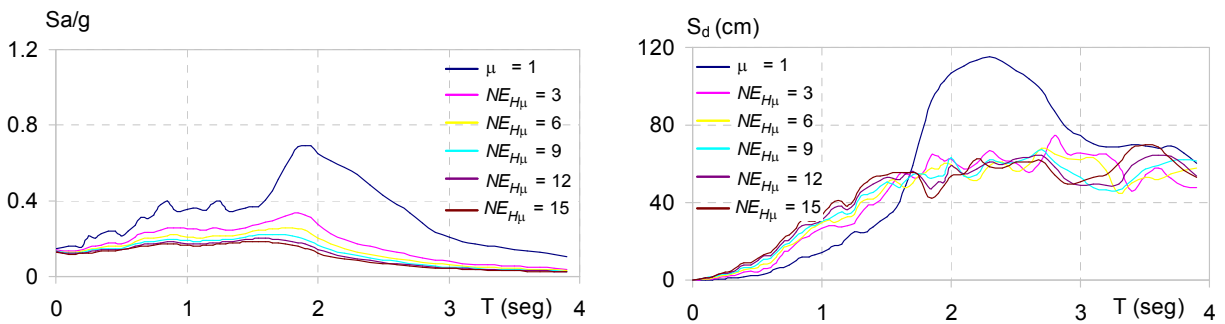 Sa/g
1.2
0.8
0.4
0
0 1 2 3 4
T (seg)
μ = 1
NEHμ = 3
NEHμ = 6
NEHμ = 9
NEHμ = 12
NEHμ = 15
Sd (cm)
120
80
40
0
0 1 2 3 4
T (seg)
μ = 1
NEHμ = 3
NEHμ = 6
NEHμ = 9
NEHμ = 12
NEHμ = 15